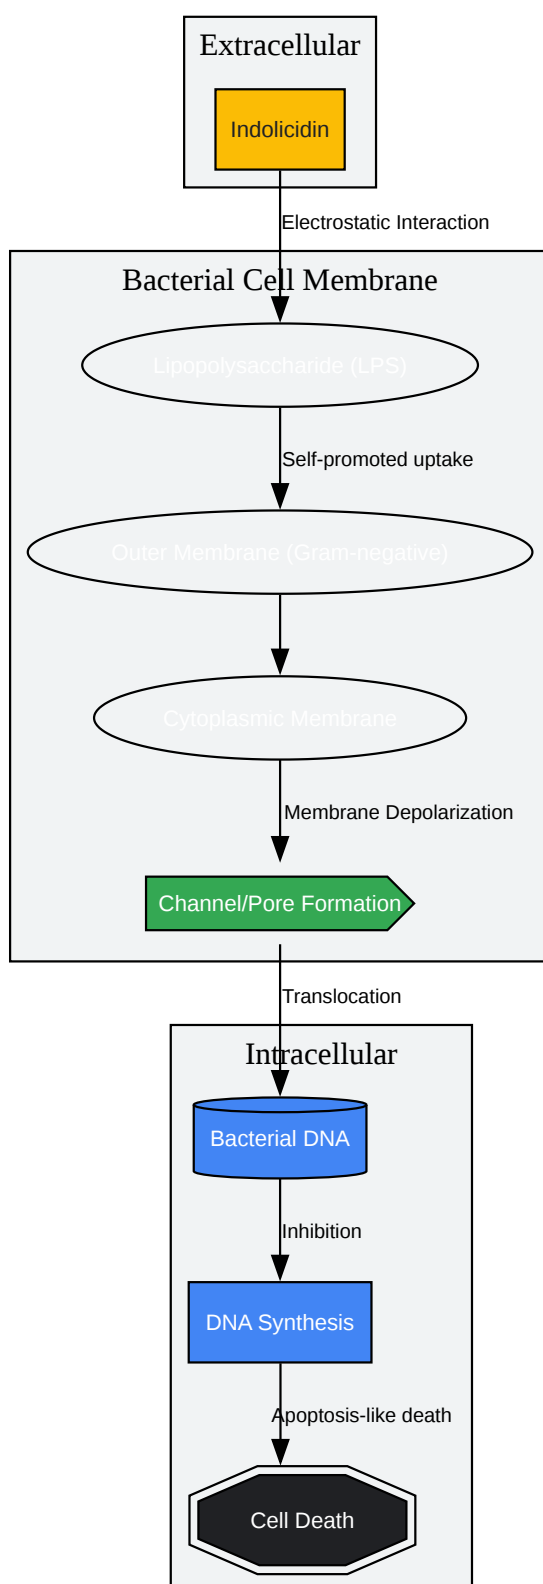 Extracellular
Indolicidin
Electrostatic Interaction
Bacterial Cell Membrane
Lipopolysaccharide (LPS)
Self-promoted uptake
Outer Membrane (Gram-negative)
Cytoplasmic Membrane
Membrane Depolarization
Channel/Pore Formation
Translocation
Intracellular
Bacterial DNA
Inhibition
DNA Synthesis
Apoptosis-like death
Cell Death